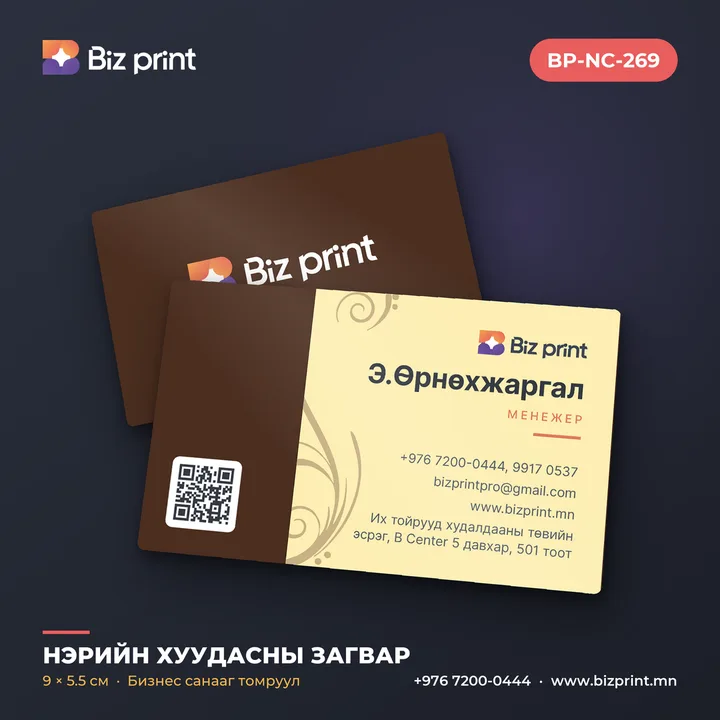 Biz print
BP-NC-269
Biz print
Biz print
Э.Өрнөхжаргал
МЕНЕЖЕР
+976 7200-0444, 9917 0537
bizprintpro@gmail.com
www.bizprint.mn
Их тойрууд худалдааны төвийн
эсрэг, B Center 5 давхар, 501 тоот
НЭРИЙН ХУУДАСНЫ ЗАГВАР
9 × 5.5 см · Бизнес санааг томруул
+976 7200-0444 · www.bizprint.mn